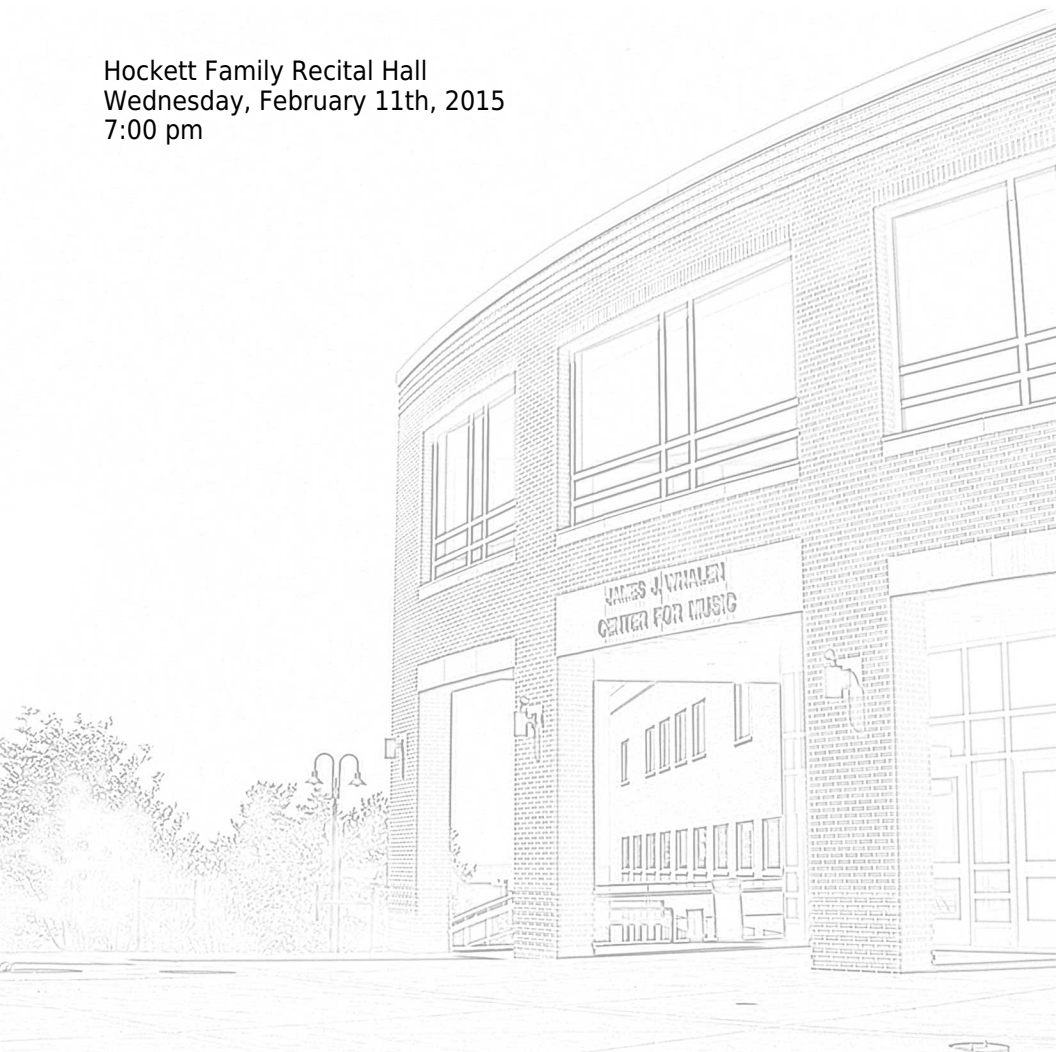 Hockett Family Recital Hall
Wednesday, February 11th, 2015
7:00 pm
JAMES J. WHALEN
CENTER FOR MUSIC